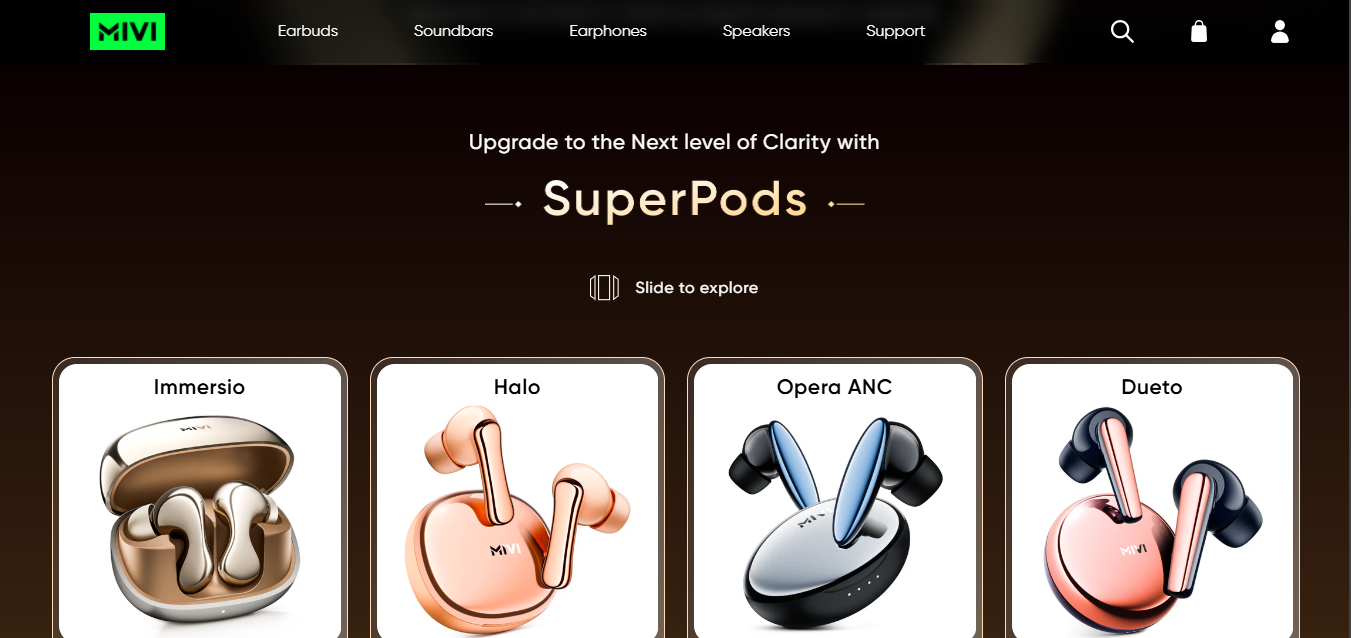 MIVI
Earbuds
Soundbars
Earphones
Speakers
Support
Upgrade to the Next level of Clarity with
SuperPods
Slide to explore
Immersio
Halo
Opera ANC
Dueto
MIVI
MIVI
MIVI
MIVI